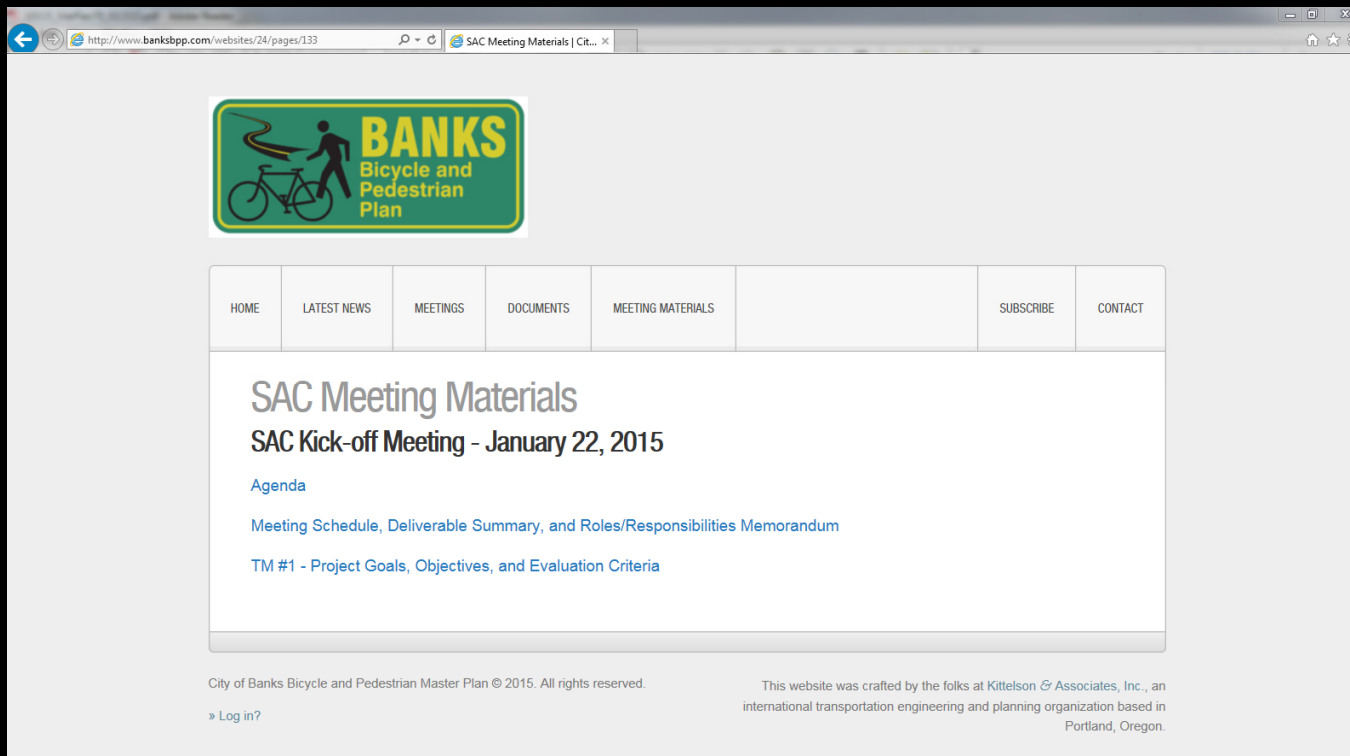 http://www.banksbpp.com/websites/24/pages/133
SAC Meeting Materials | Cit...
BANKS
Bicycle and
Pedestrian
Plan
HOME
LATEST NEWS
MEETINGS
DOCUMENTS
MEETING MATERIALS
SUBSCRIBE
CONTACT
SAC Meeting Materials
SAC Kick-off Meeting - January 22, 2015
Agenda
Meeting Schedule, Deliverable Summary, and Roles/Responsibilities Memorandum
TM #1 - Project Goals, Objectives, and Evaluation Criteria
City of Banks Bicycle and Pedestrian Master Plan © 2015. All rights reserved.
» Log in?
This website was crafted by the folks at Kittelson & Associates, Inc., an
international transportation engineering and planning organization based in
Portland, Oregon.